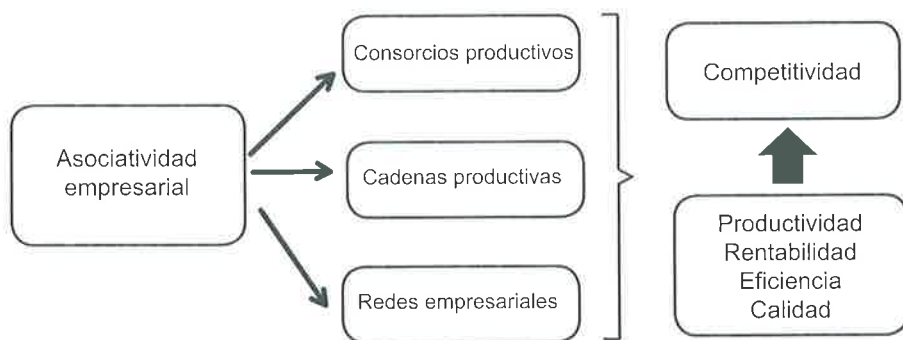 Asociatividad
empresarial
Consorcios productivos
Cadenas productivas
Redes empresariales
Competitividad
Productividad
Rentabilidad
Eficiencia
Calidad